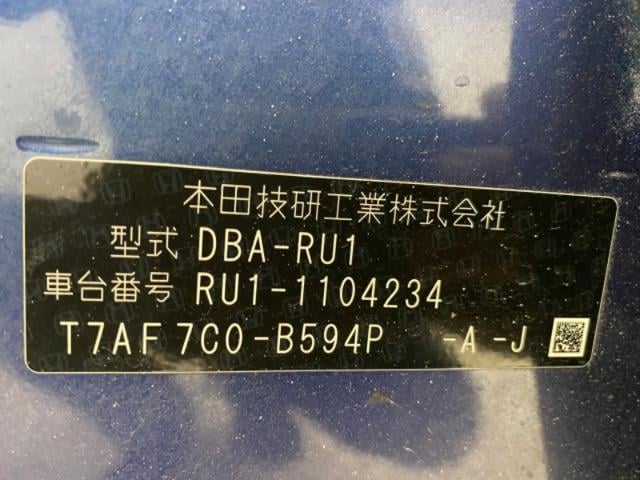 本田技研工業株式会社
型式 DBA-RU1
車台番号 RU1-1104234
T7AF 7C0-B594P -A -J